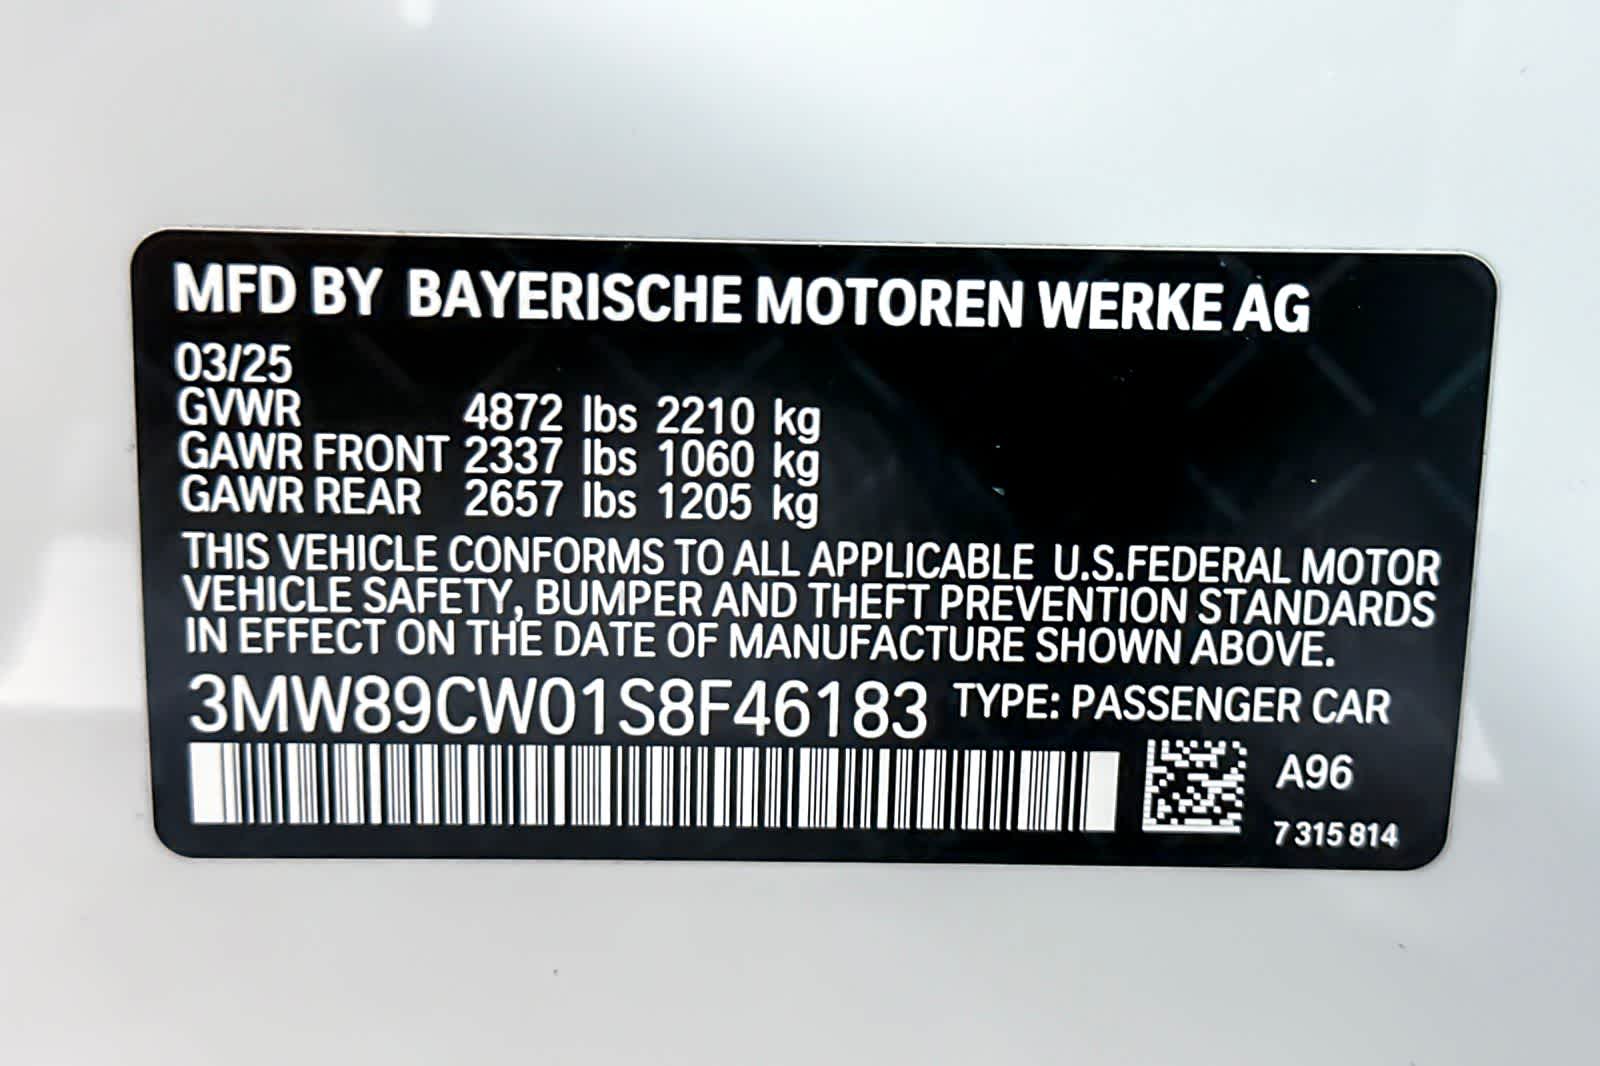 MFD BY BAYERISCHE MOTOREN WERKE AG
03/25
GVWR 4872 lbs 2210 kg
GAWR FRONT 2337 lbs 1060 kg
GAWR REAR 2657 lbs 1205 kg
THIS VEHICLE CONFORMS TO ALL APPLICABLE U.S.FEDERAL MOTOR
VEHICLE SAFETY, BUMPER AND THEFT PREVENTION STANDARDS
IN EFFECT ON THE DATE OF MANUFACTURE SHOWN ABOVE.
3MW89CW01S8F46183 TYPE: PASSENGER CAR
A96
7 315 814